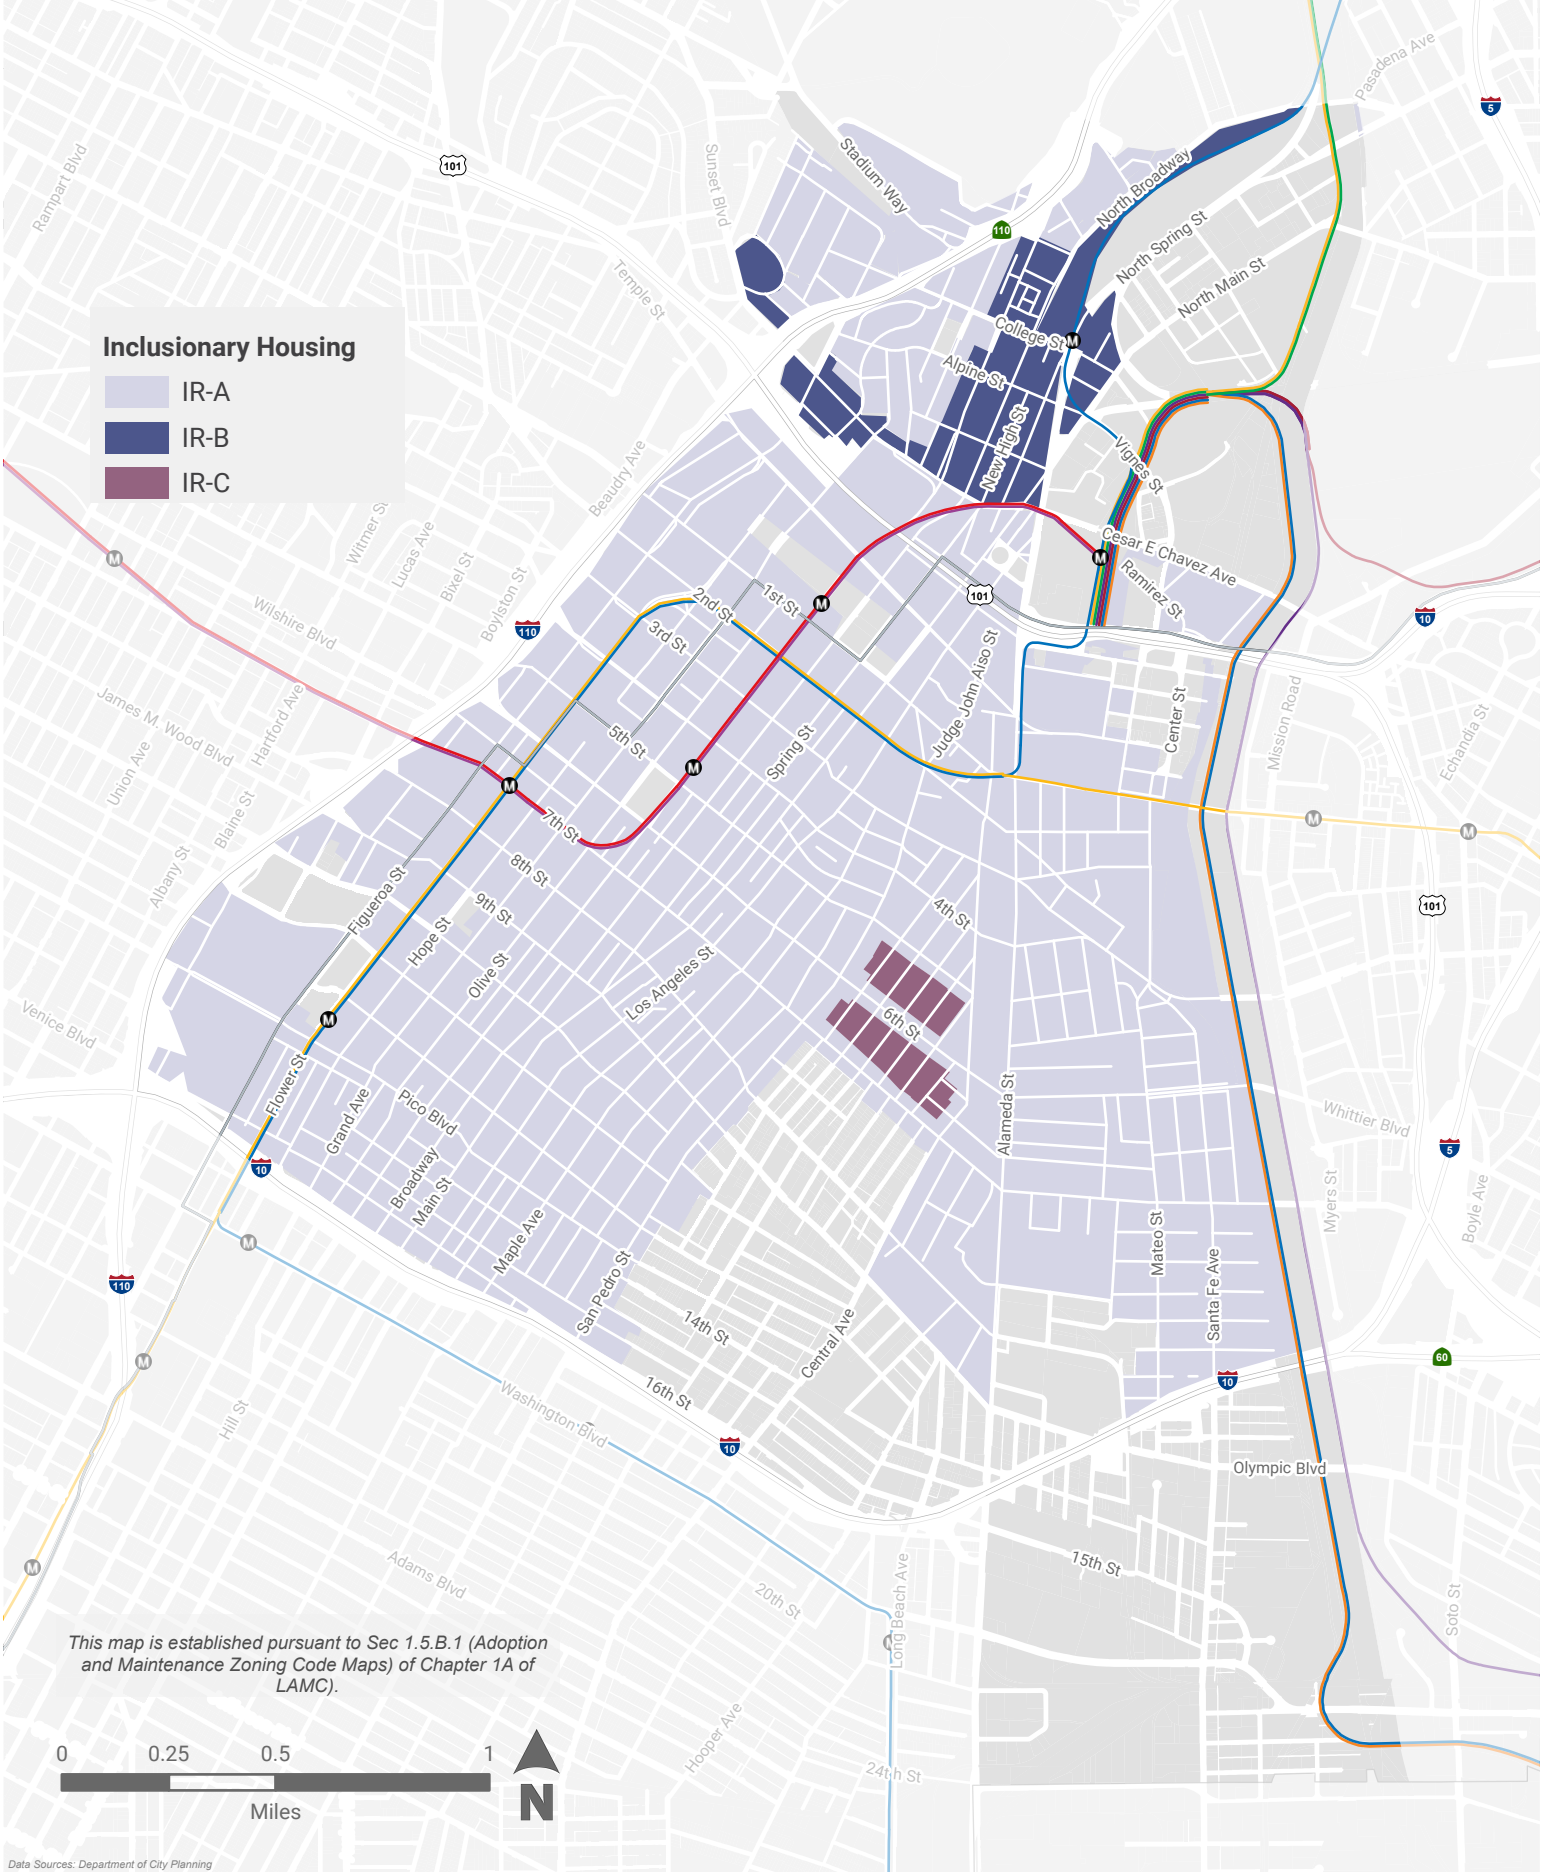 Pasadena Ave
5
101
Rampart Blvd
Sunset Blvd
Stadium Way
North Broadway
110
North Spring St
Temple St
North Main St
Inclusionary Housing
IR-A
IR-B
IR-C
College St
M
Alpine St
New High St
Vignes St
Beaudry Ave
Witmer St
Lucas Ave
Bixel St
Boylston St
M
Cesar E Chavez Ave
M
Ramirez St
Wilshire Blvd
110
2nd St
1st St
M
101
10
3rd St
Judge John Aiso St
James M. Wood Blvd
Hartford Ave
Union Ave
Blaine St
Albany St
5th St
Spring St
Center St
Mission Road
Echandia St
M
M
7th St
M
M
8th St
9th St
Figueroa St
Hope St
Olive St
4th St
101
Los Angeles St
6th St
Venice Blvd
M
Flower St
Grand Ave
Pico Blvd
Broadway
Main St
Alameda St
Whittier Blvd
5
10
Myers St
Boyle Ave
Maple Ave
Mateo St
Santa Fe Ave
M
110
San Pedro St
14th St
Central Ave
M
60
10
16th St
Hill St
Washington Blvd
10
Olympic Blvd
M
Adams Blvd
20th St
15th St
Long Beach Ave
Soto St
This map is established pursuant to Sec 1.5.B.1 (Adoption
and Maintenance Zoning Code Maps) of Chapter 1A of
LAMC).
Hooper Ave
24th St
0 0.25 0.5 1
Miles
N
Data Sources: Department of City Planning